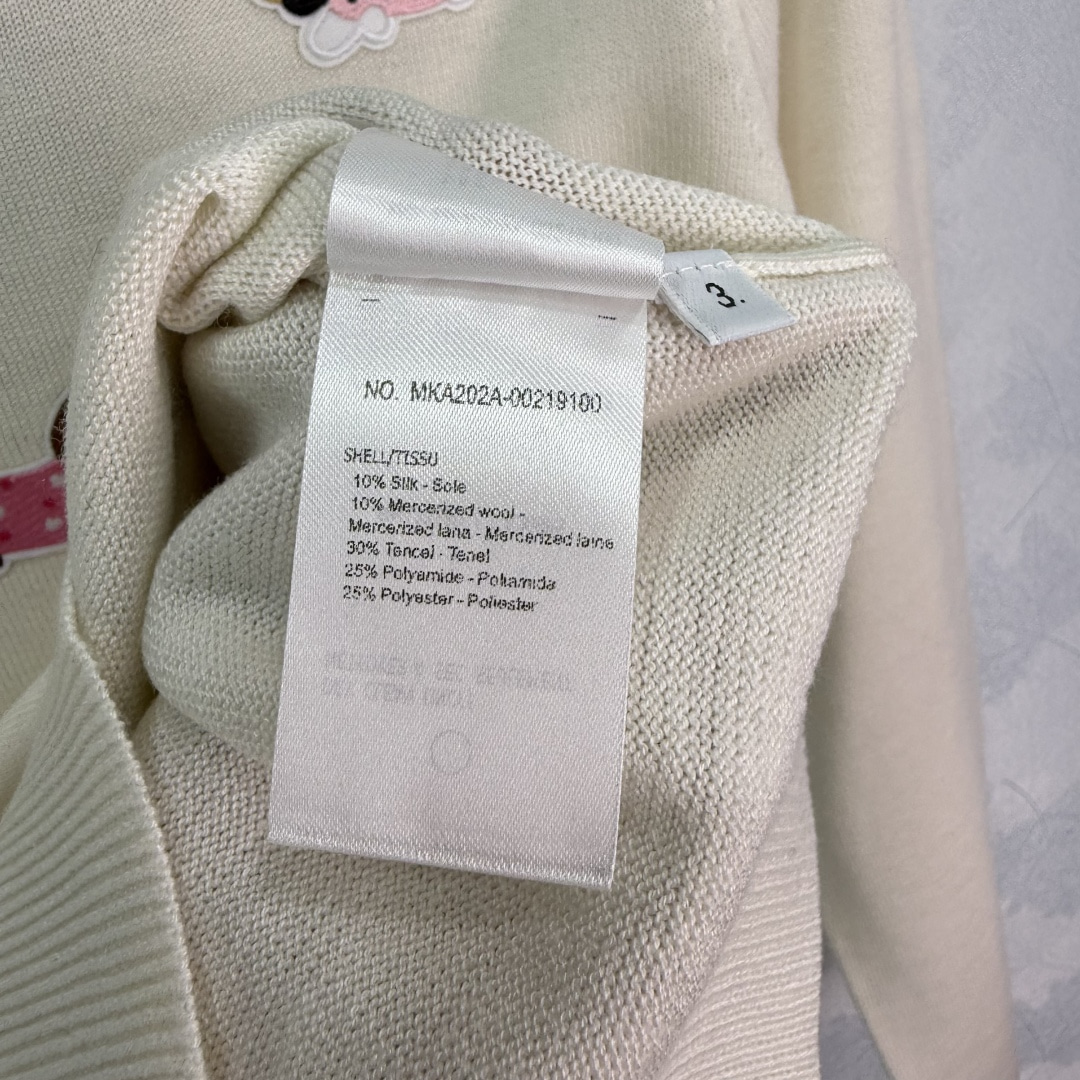 3.
NO. MKA202A-00219100
SHELL/TISSU
10% Silk - Sole
10% Mercerized wool -
Mercerized lana - Mercerized laine
30% Tencel - Tenel
25% Polyamide - Poliamida
25% Polyester - Poliester